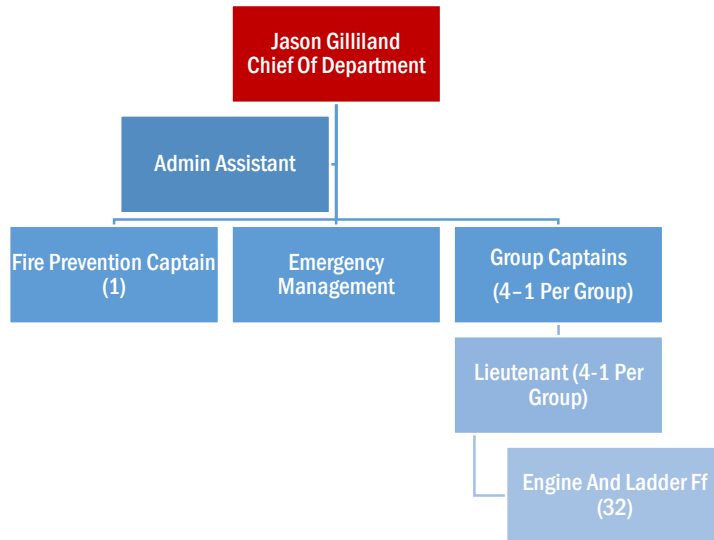 Jason Gilliland
Chief Of Department
Admin Assistant
Fire Prevention Captain
(1)
Emergency
Management
Group Captains
(4–1 Per Group)
Lieutenant (4-1 Per
Group)
Engine And Ladder Ff
(32)